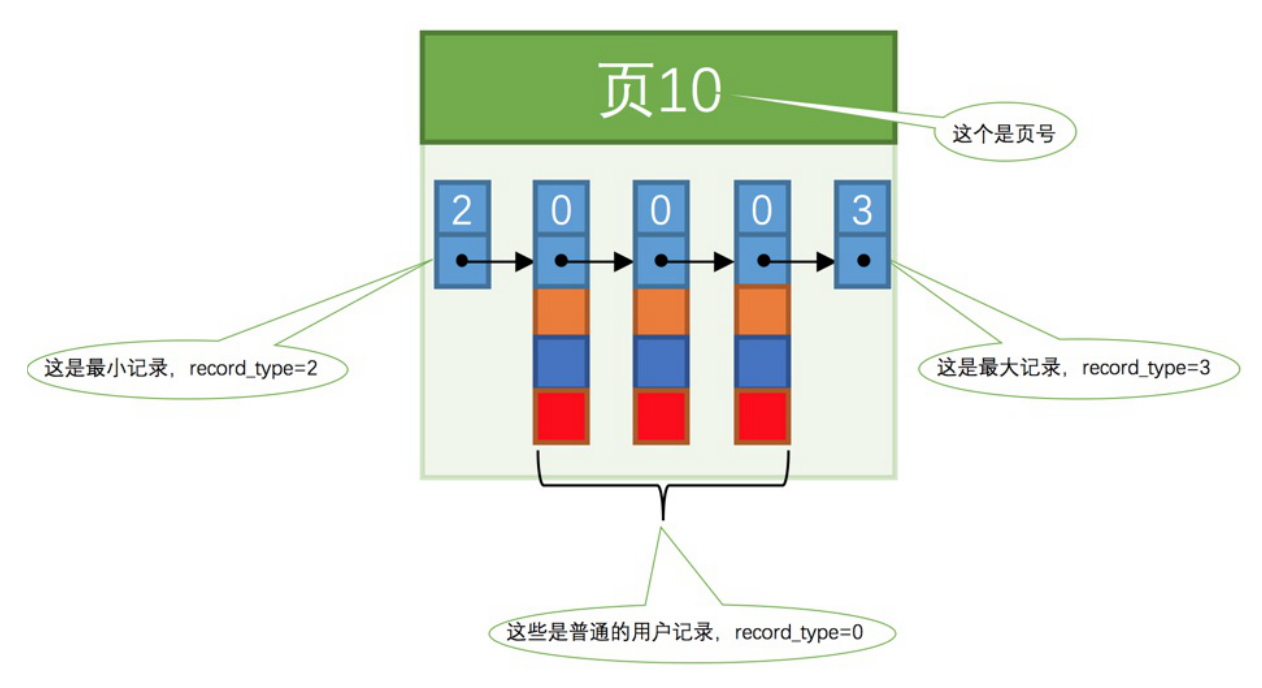 页10
这个是页号
2 0 0 0 3
这是最小记录，record_type=2
这是最大记录，record_type=3
这些是普通的用户记录，record_type=0